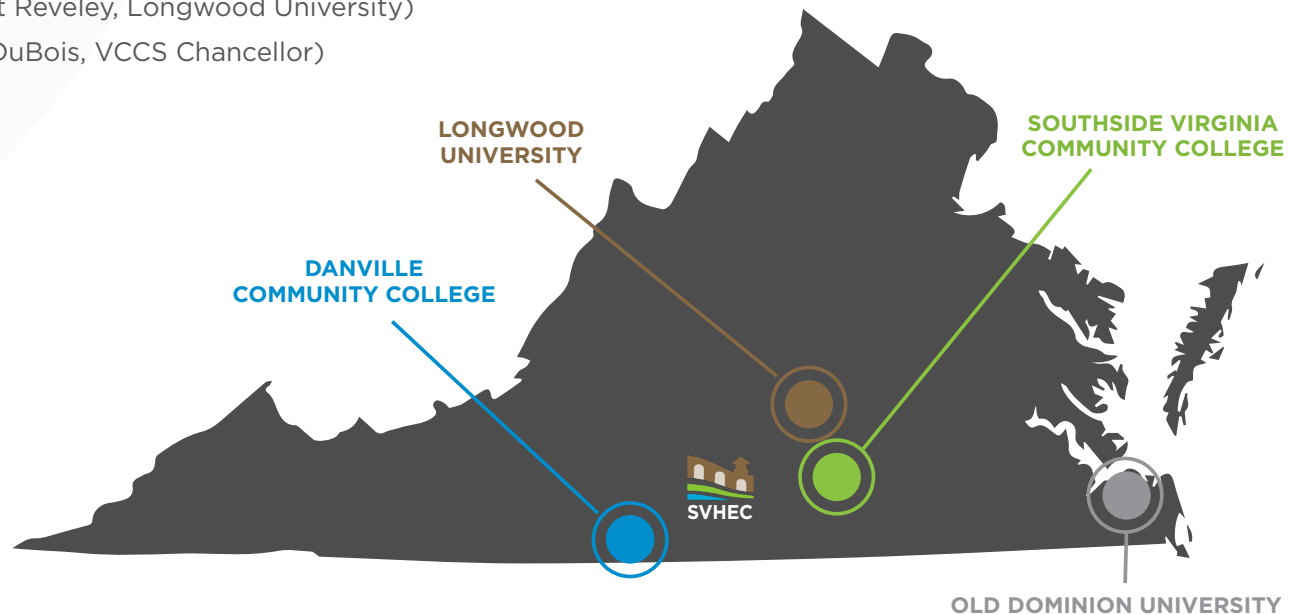 Reveley, Longwood University)
DuBois, VCCS Chancellor)
LONGWOOD
UNIVERSITY
SOUTHSIDE VIRGINIA
COMMUNITY COLLEGE
DANVILLE
COMMUNITY COLLEGE
SVHEC
OLD DOMINION UNIVERSITY